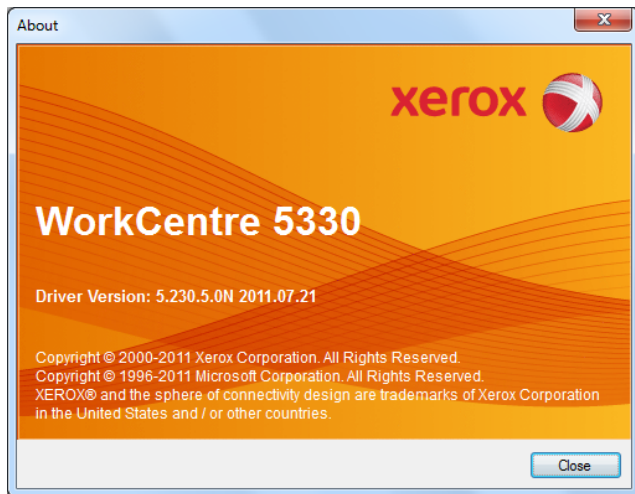 About
xerox
WorkCentre 5330
Driver Version: 5.230.5.0N 2011.07.21
Copyright © 2000-2011 Xerox Corporation. All Rights Reserved.
Copyright © 1996-2011 Microsoft Corporation. All Rights Reserved.
XEROX® and the sphere of connectivity design are trademarks of Xerox Corporation
in the United States and / or other countries.
Close